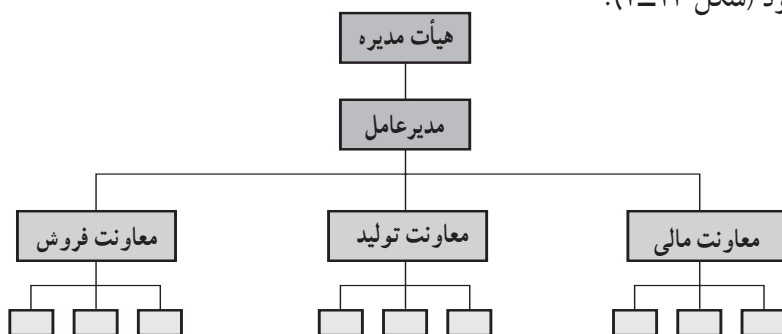 هیأت مدیره
مدیرعامل
معاونت مالی
معاونت تولید
معاونت فروش